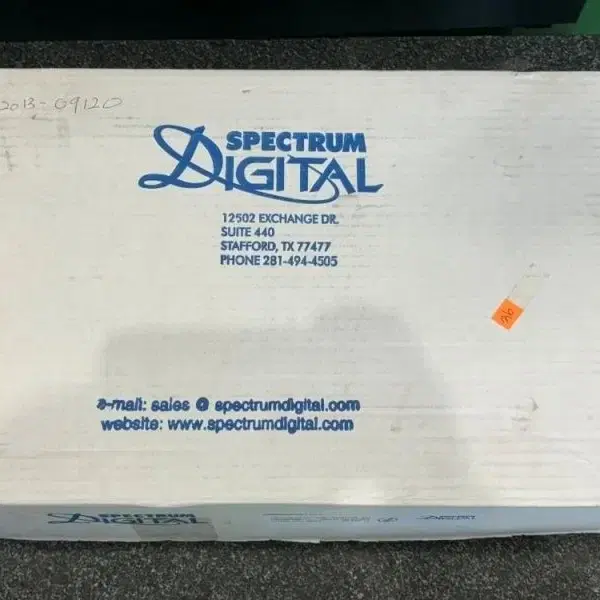 2013-09120
SPECTRUM
DIGITAL
12502 EXCHANGE DR.
SUITE 440
STAFFORD, TX 77477
PHONE 281-494-4505
e-mail: sales @ spectrumdigital.com
website: www.spectrumdigital.com
SPECTRUM
DIGITAL